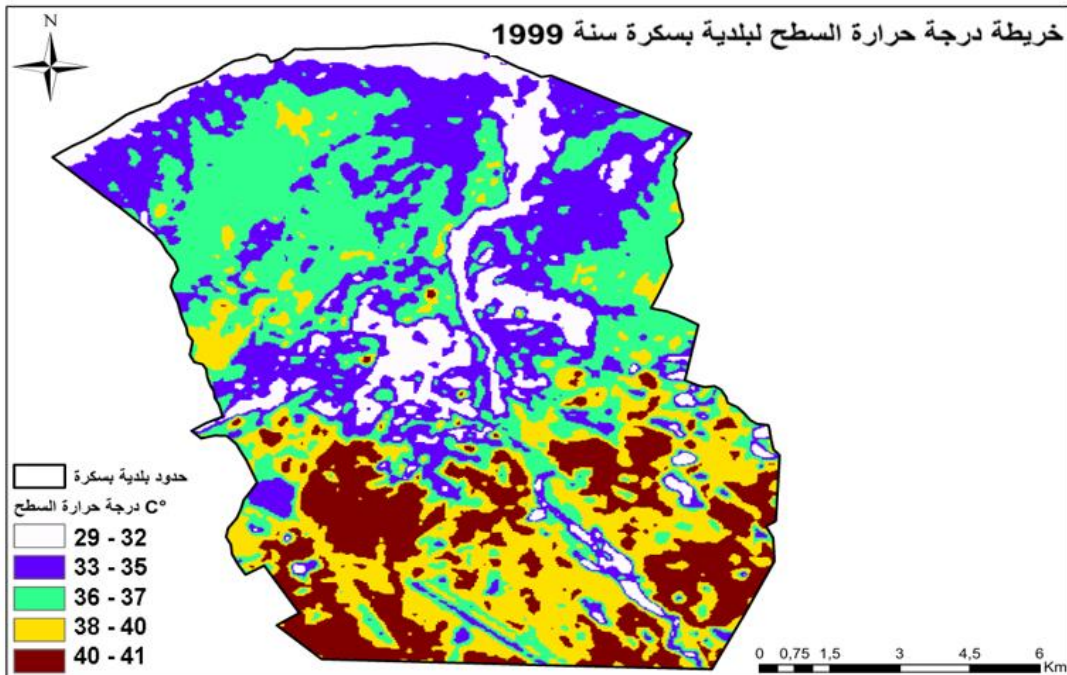 خريطة درجة حرارة السطح لبلدية بسكرة سنة 1999
N
حدود بلدية بسكرة
درجة حرارة السطح C°
29 - 32
33 - 35
36 - 37
38 - 40
40 - 41
0 0,75 1,5 3 4,5 6
Km